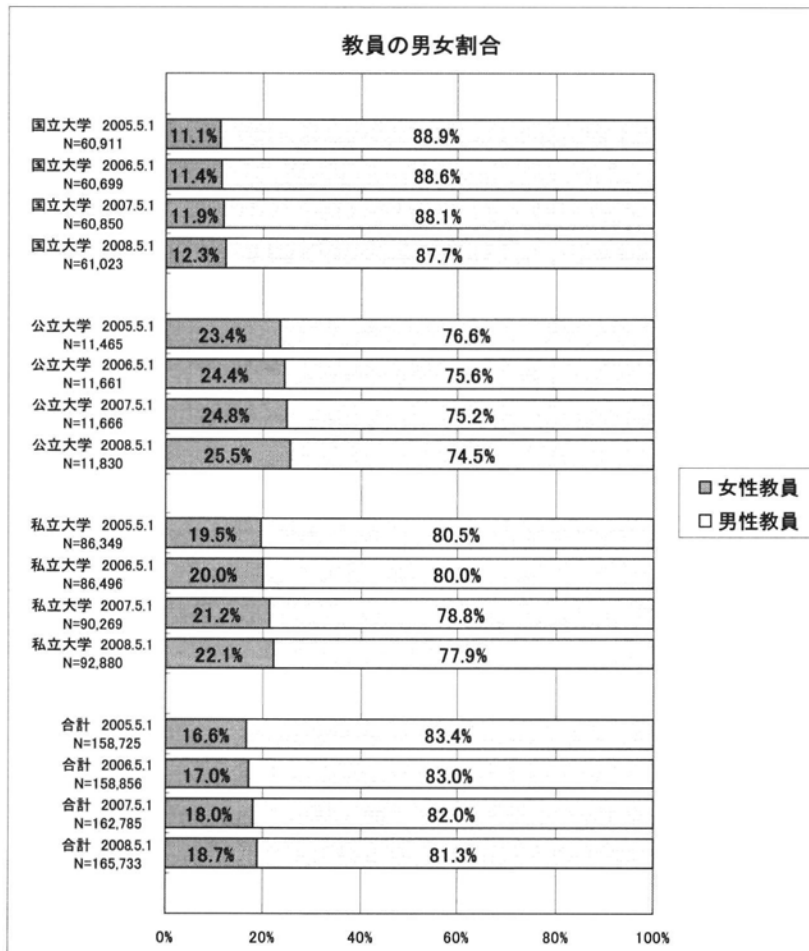 教員の男女割合
国立大学 2005.5.1
N=60,911
11.1%
88.9%
国立大学 2006.5.1
N=60,699
11.4%
88.6%
国立大学 2007.5.1
N=60,850
11.9%
88.1%
国立大学 2008.5.1
N=61,023
12.3%
87.7%
公立大学 2005.5.1
N=11,465
23.4%
76.6%
公立大学 2006.5.1
N=11,661
24.4%
75.6%
公立大学 2007.5.1
N=11,666
24.8%
75.2%
公立大学 2008.5.1
N=11,830
25.5%
74.5%
私立大学 2005.5.1
N=86,349
19.5%
80.5%
私立大学 2006.5.1
N=86,496
20.0%
80.0%
私立大学 2007.5.1
N=90,269
21.2%
78.8%
私立大学 2008.5.1
N=92,880
22.1%
77.9%
合計 2005.5.1
N=158,725
16.6%
83.4%
合計 2006.5.1
N=158,856
17.0%
83.0%
合計 2007.5.1
N=162,785
18.0%
82.0%
合計 2008.5.1
N=165,733
18.7%
81.3%
0% 20% 40% 60% 80% 100%
女性教員
男性教員